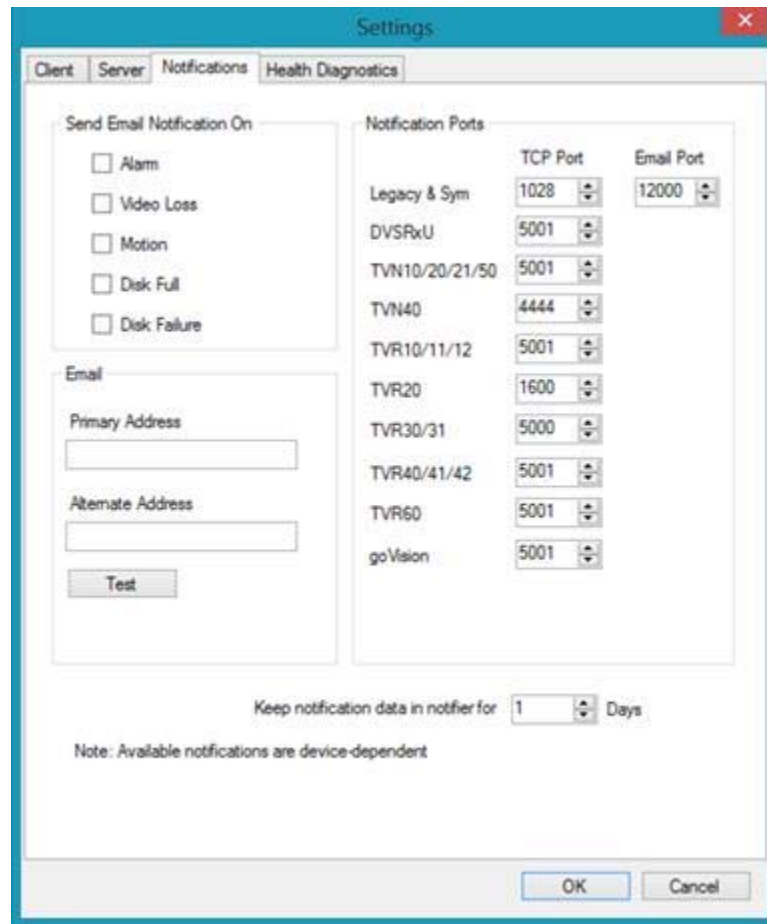 Settings
Client Server Notifications Health Diagnostics
Send Email Notification On
Alarm
Video Loss
Motion
Disk Full
Disk Failure
Email
Primary Address
Alternate Address
Test
Notification Ports
TCP Port Email Port
Legacy & Sym 1028 12000
DVSRxU 5001
TVN10/20/21/50 5001
TVN40 4444
TVR10/11/12 5001
TVR20 1600
TVR30/31 5000
TVR40/41/42 5001
TVR60 5001
goVision 5001
Keep notification data in notifier for 1 Days
Note: Available notifications are device-dependent
OK Cancel